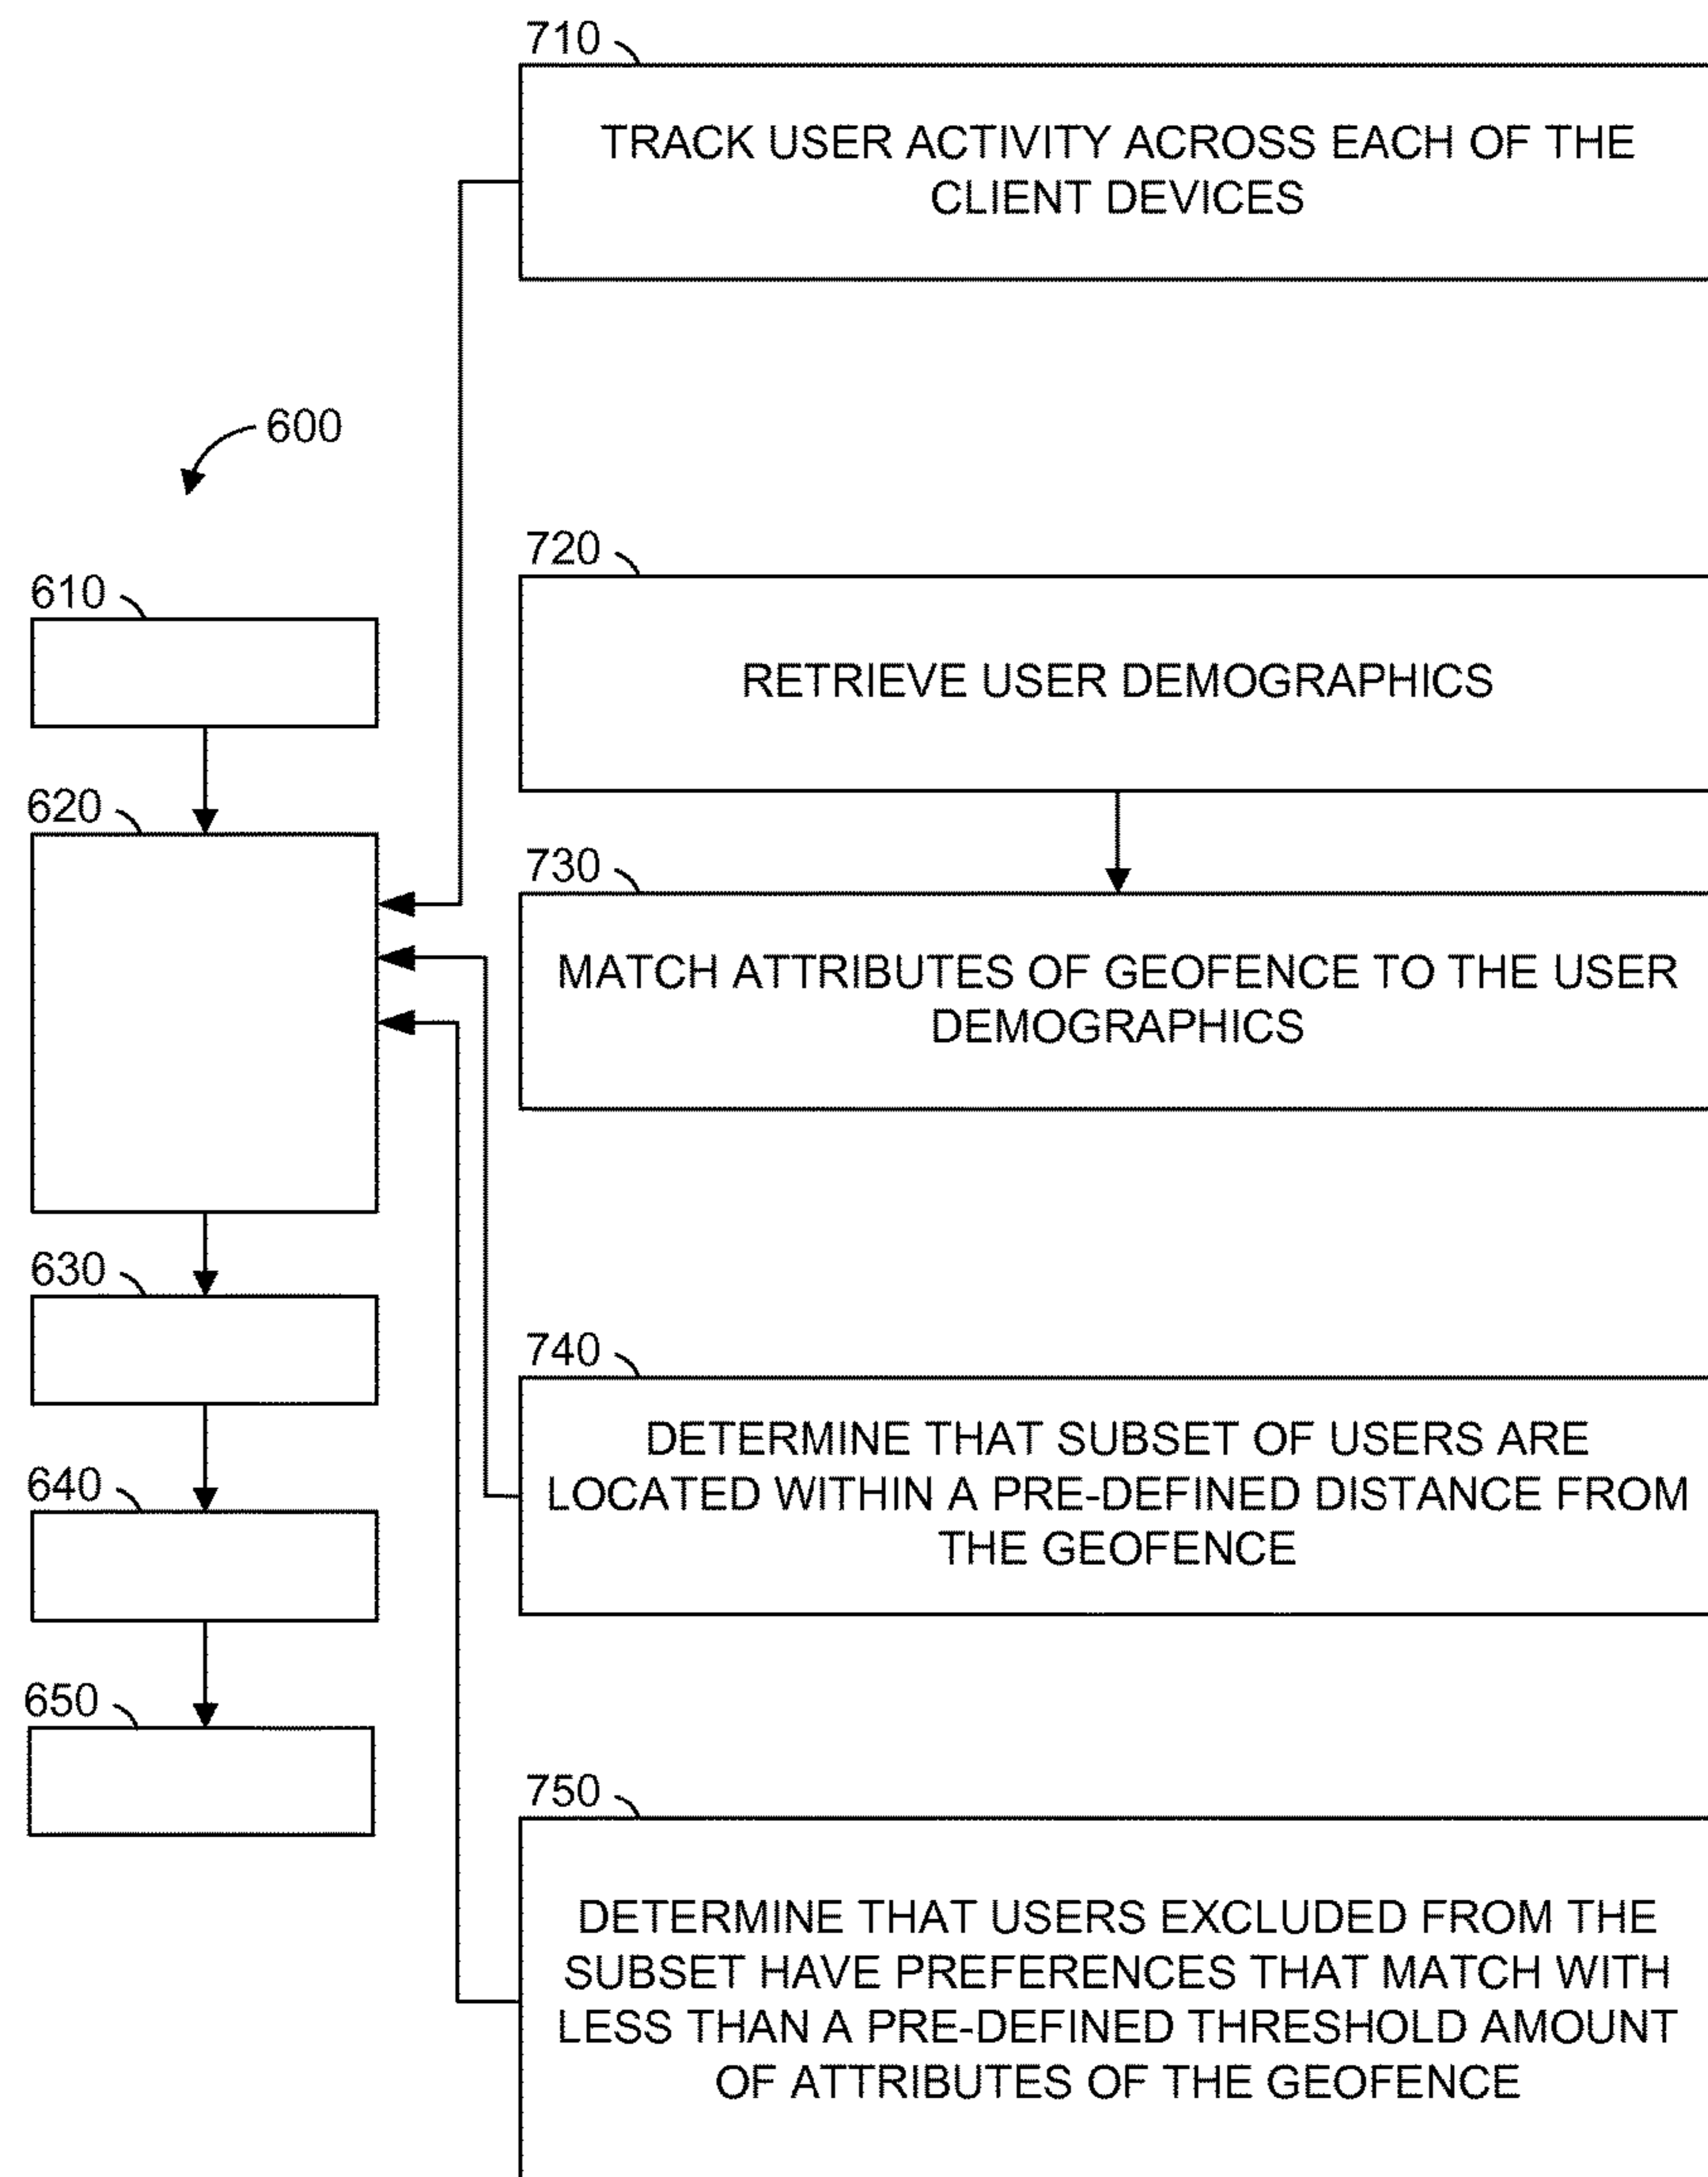 710
TRACK USER ACTIVITY ACROSS EACH OF THE
CLIENT DEVICES
600
720
RETRIEVE USER DEMOGRAPHICS
610
620
730
MATCH ATTRIBUTES OF GEOFENCE TO THE USER
DEMOGRAPHICS
630
740
DETERMINE THAT SUBSET OF USERS ARE
LOCATED WITHIN A PRE-DEFINED DISTANCE FROM
THE GEOFENCE
640
650
750
DETERMINE THAT USERS EXCLUDED FROM THE
SUBSET HAVE PREFERENCES THAT MATCH WITH
LESS THAN A PRE-DEFINED THRESHOLD AMOUNT
OF ATTRIBUTES OF THE GEOFENCE